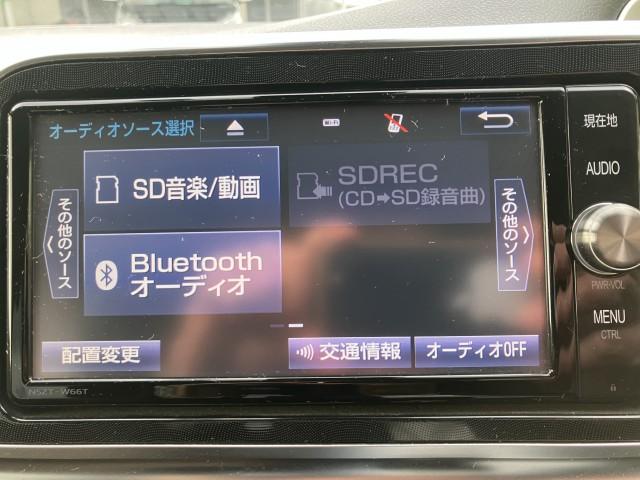 オーディオソース選択
Wi-Fi
その他のソース
SD音楽/動画
SDREC
(CD➡SD録音曲)
その他のソース
Bluetooth
オーディオ
配置変更
交通情報
オーディオOFF
NSZT-W66T
現在地
AUDIO
PWR・VOL
MENU
CTRL